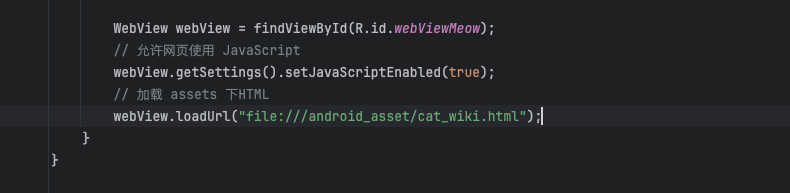 WebView webView = findViewById(R.id.webViewMeow);
// 允许网页使用 JavaScript
webView.getSettings().setJavaScriptEnabled(true);
// 加载 assets 下HTML
webView.loadUrl("file:///android_asset/cat_wiki.html");
}
}